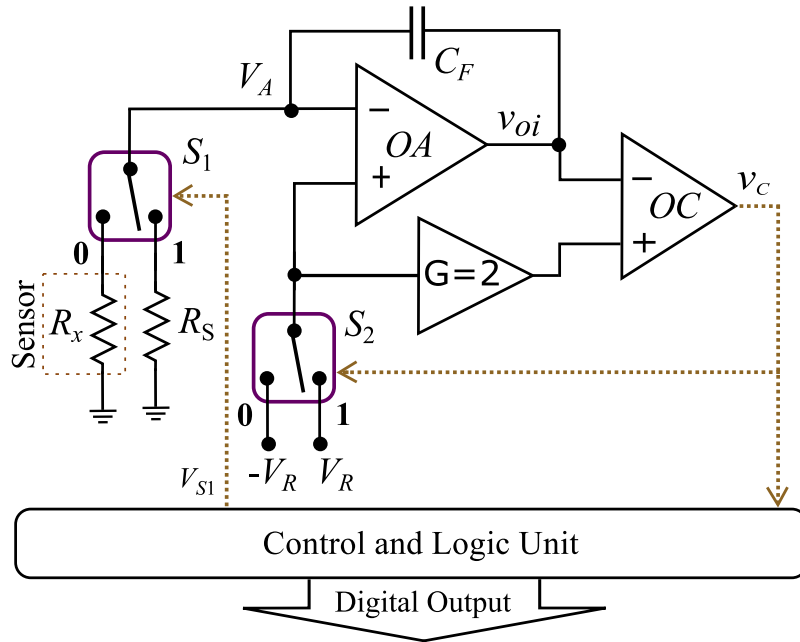 C_F
V_A
v_oi
−
OA
+
S_1
v_C
−
OC
+
0
1
G=2
Sensor
R_x
R_S
S_2
0
1
V_S1
-V_R
V_R
Control and Logic Unit
Digital Output